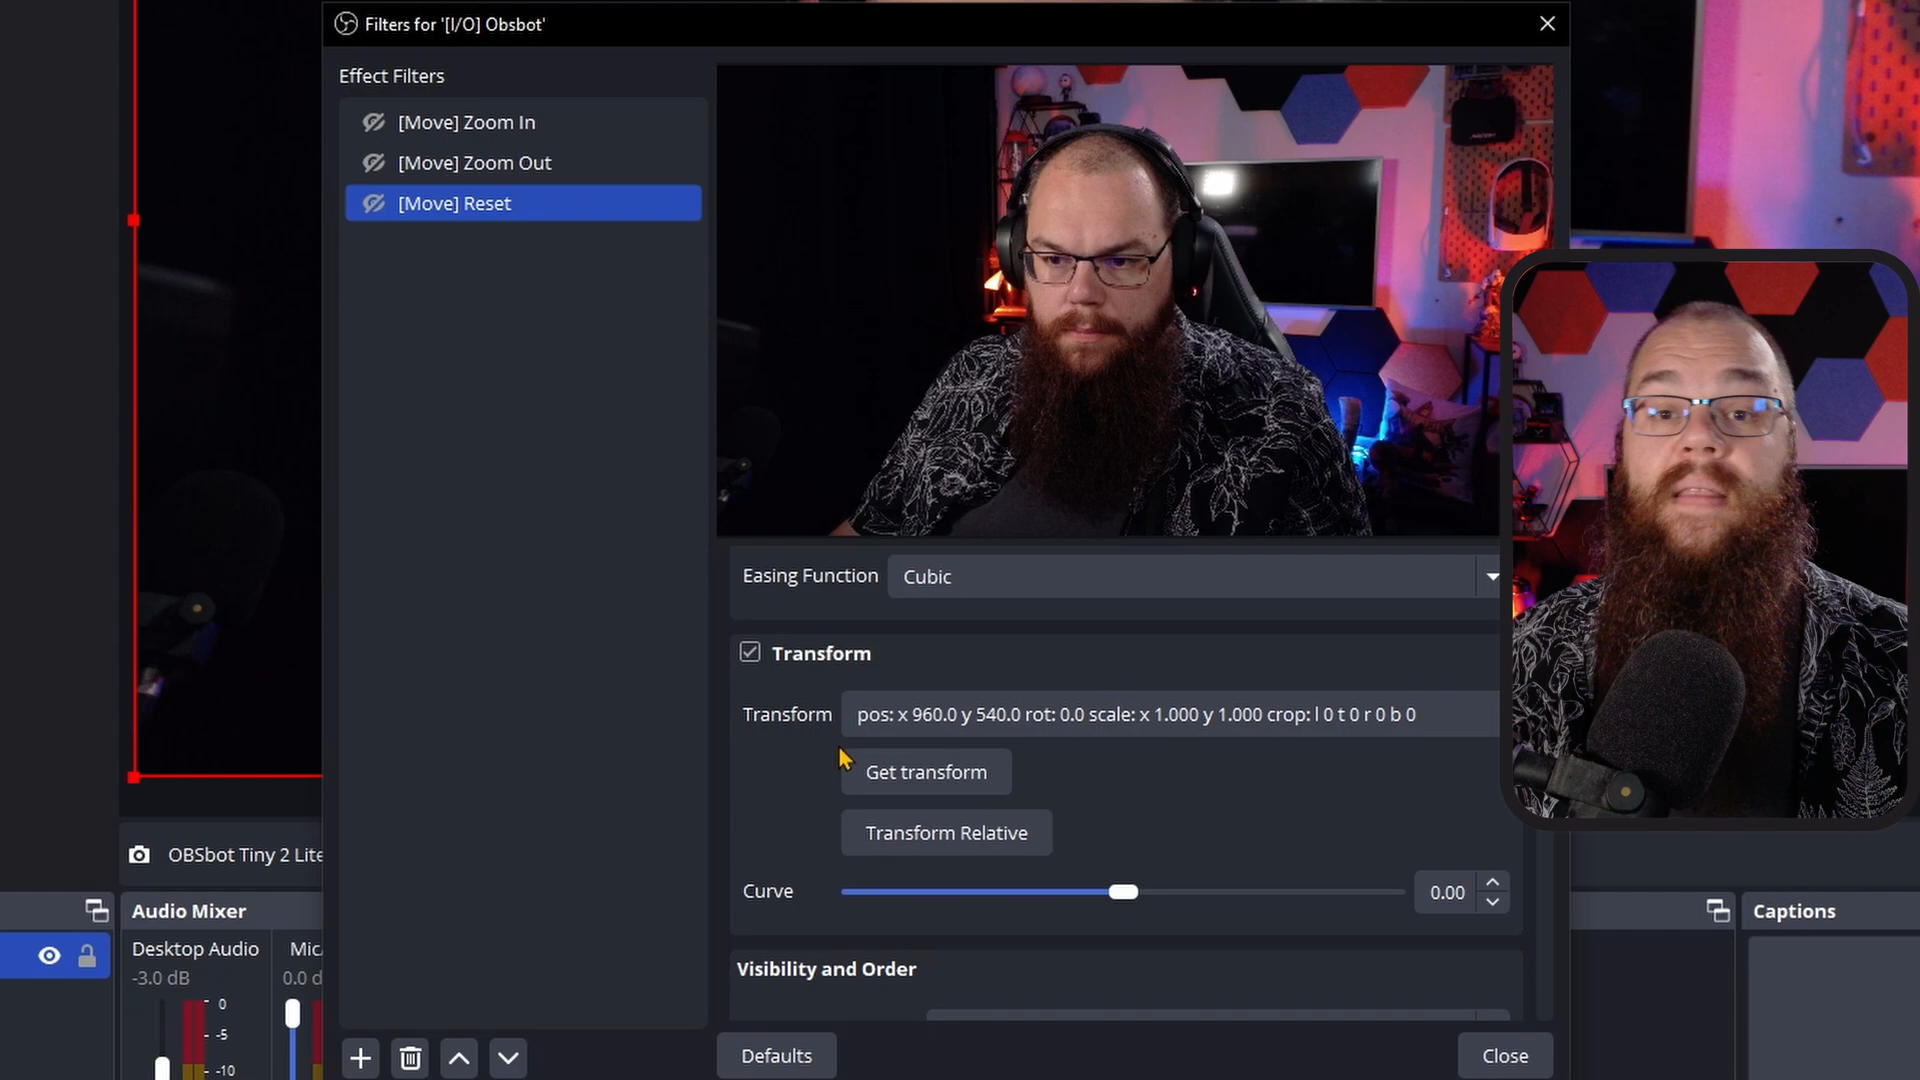 Filters for '[I/O] Obsbot'
Effect Filters
[Move] Zoom In
[Move] Zoom Out
[Move] Reset
Easing Function
Cubic
Transform
Transform
pos: x 960.0 y 540.0 rot: 0.0 scale: x 1.000 y 1.000 crop: l 0 t 0 r 0 b 0
Get transform
Transform Relative
Curve
0.00
Visibility and Order
Defaults
Close
OBSbot Tiny 2 Lite
Audio Mixer
Desktop Audio
-3.0 dB
0
-5
-10
Mic/
0.0 d
Captions